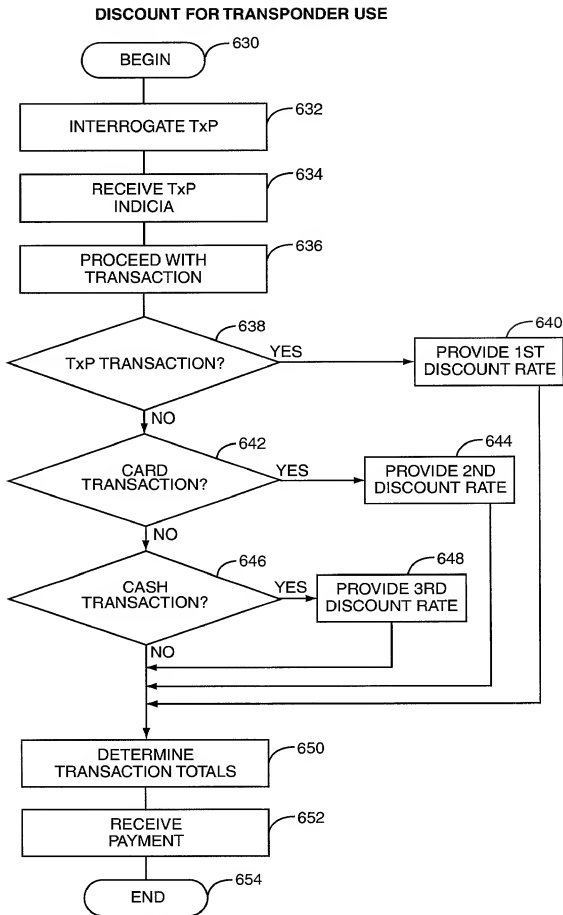 DISCOUNT FOR TRANSPONDER USE
BEGIN
630
INTERROGATE TxP
632
RECEIVE TxP
INDICIA
634
PROCEED WITH
TRANSACTION
636
TxP TRANSACTION?
638
YES
PROVIDE 1ST
DISCOUNT RATE
640
NO
CARD
TRANSACTION?
642
YES
PROVIDE 2ND
DISCOUNT RATE
644
NO
CASH
TRANSACTION?
646
YES
PROVIDE 3RD
DISCOUNT RATE
648
NO
DETERMINE
TRANSACTION TOTALS
650
RECEIVE
PAYMENT
652
END
654